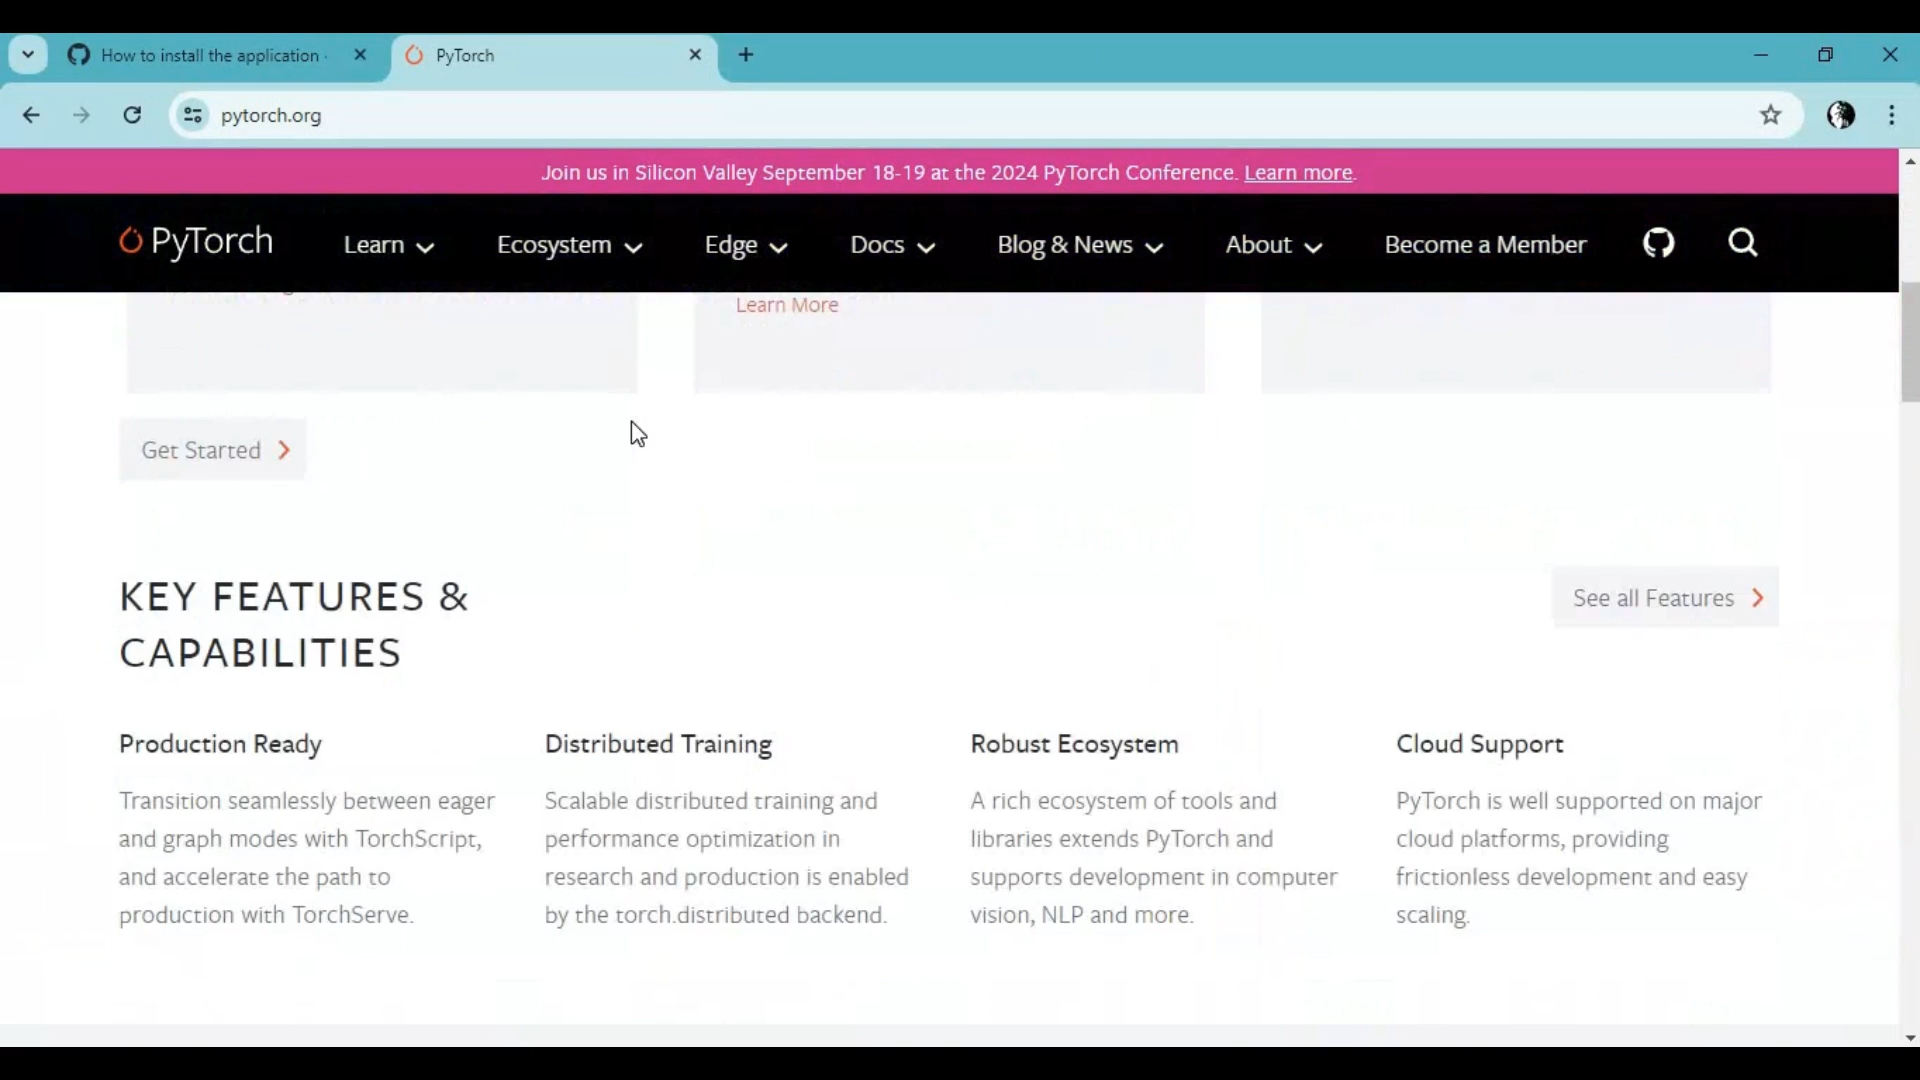 How to install the application ·
PyTorch
pytorch.org
Join us in Silicon Valley September 18-19 at the 2024 PyTorch Conference. Learn more.
PyTorch
Learn
Ecosystem
Edge
Docs
Blog & News
About
Become a Member
Learn More
Get Started
KEY FEATURES &
CAPABILITIES
See all Features
Production Ready
Transition seamlessly between eager
and graph modes with TorchScript,
and accelerate the path to
production with TorchServe.
Distributed Training
Scalable distributed training and
performance optimization in
research and production is enabled
by the torch.distributed backend.
Robust Ecosystem
A rich ecosystem of tools and
libraries extends PyTorch and
supports development in computer
vision, NLP and more.
Cloud Support
PyTorch is well supported on major
cloud platforms, providing
frictionless development and easy
scaling.